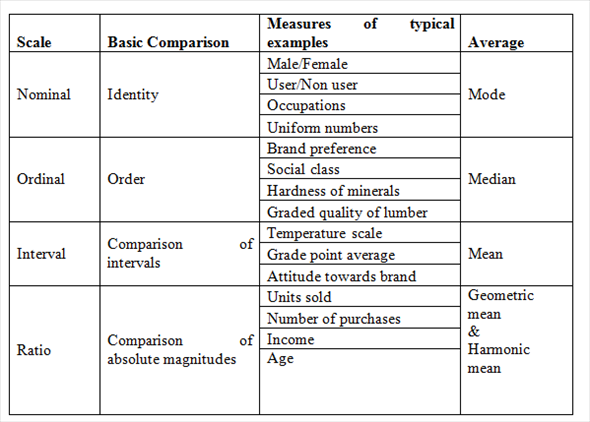 Scale
Basic Comparison
Measures of typical
examples
Average
Nominal
Identity
Male/Female
User/Non user
Occupations
Uniform numbers
Mode
Ordinal
Order
Brand preference
Social class
Hardness of minerals
Graded quality of lumber
Median
Interval
Comparison of
intervals
Temperature scale
Grade point average
Attitude towards brand
Mean
Ratio
Comparison of
absolute magnitudes
Units sold
Number of purchases
Income
Age
Geometric
mean
&
Harmonic
mean